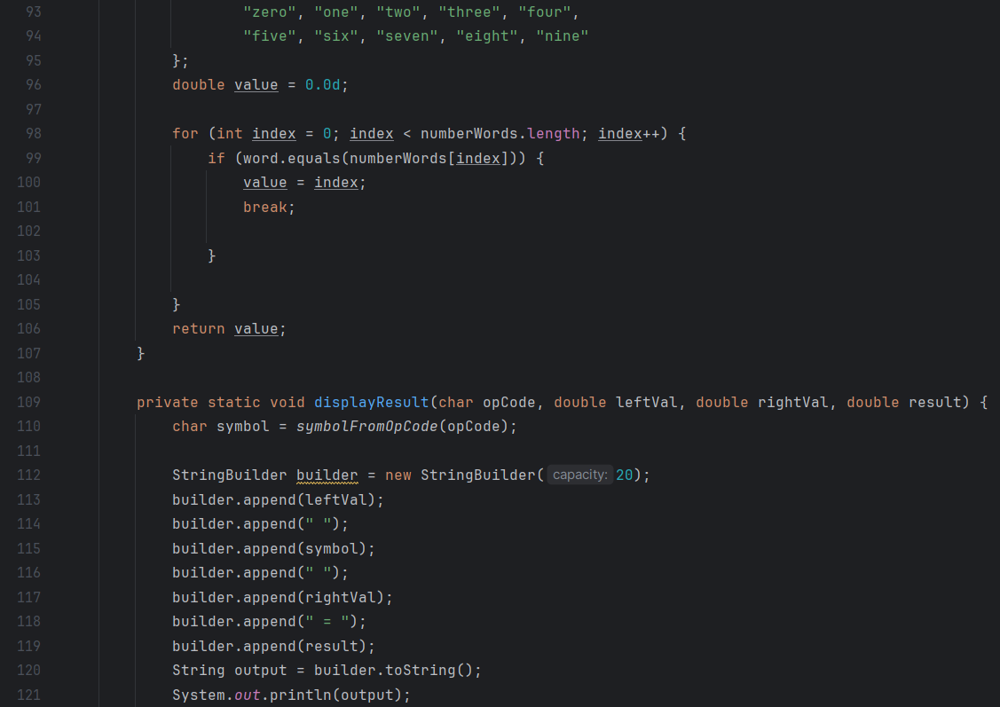 93 "zero", "one", "two", "three", "four",
94 "five", "six", "seven", "eight", "nine"
95 };
96 double value = 0.0d;
97
98 for (int index = 0; index < numberWords.length; index++) {
99 if (word.equals(numberWords[index])) {
100 value = index;
101 break;
102
103 }
104
105 }
106 return value;
107 }
108
109 private static void displayResult(char opCode, double leftVal, double rightVal, double result) {
110 char symbol = symbolFromOpCode(opCode);
111
112 StringBuilder builder = new StringBuilder( capacity: 20);
113 builder.append(leftVal);
114 builder.append(" ");
115 builder.append(symbol);
116 builder.append(" ");
117 builder.append(rightVal);
118 builder.append(" = ");
119 builder.append(result);
120 String output = builder.toString();
121 System.out.println(output);